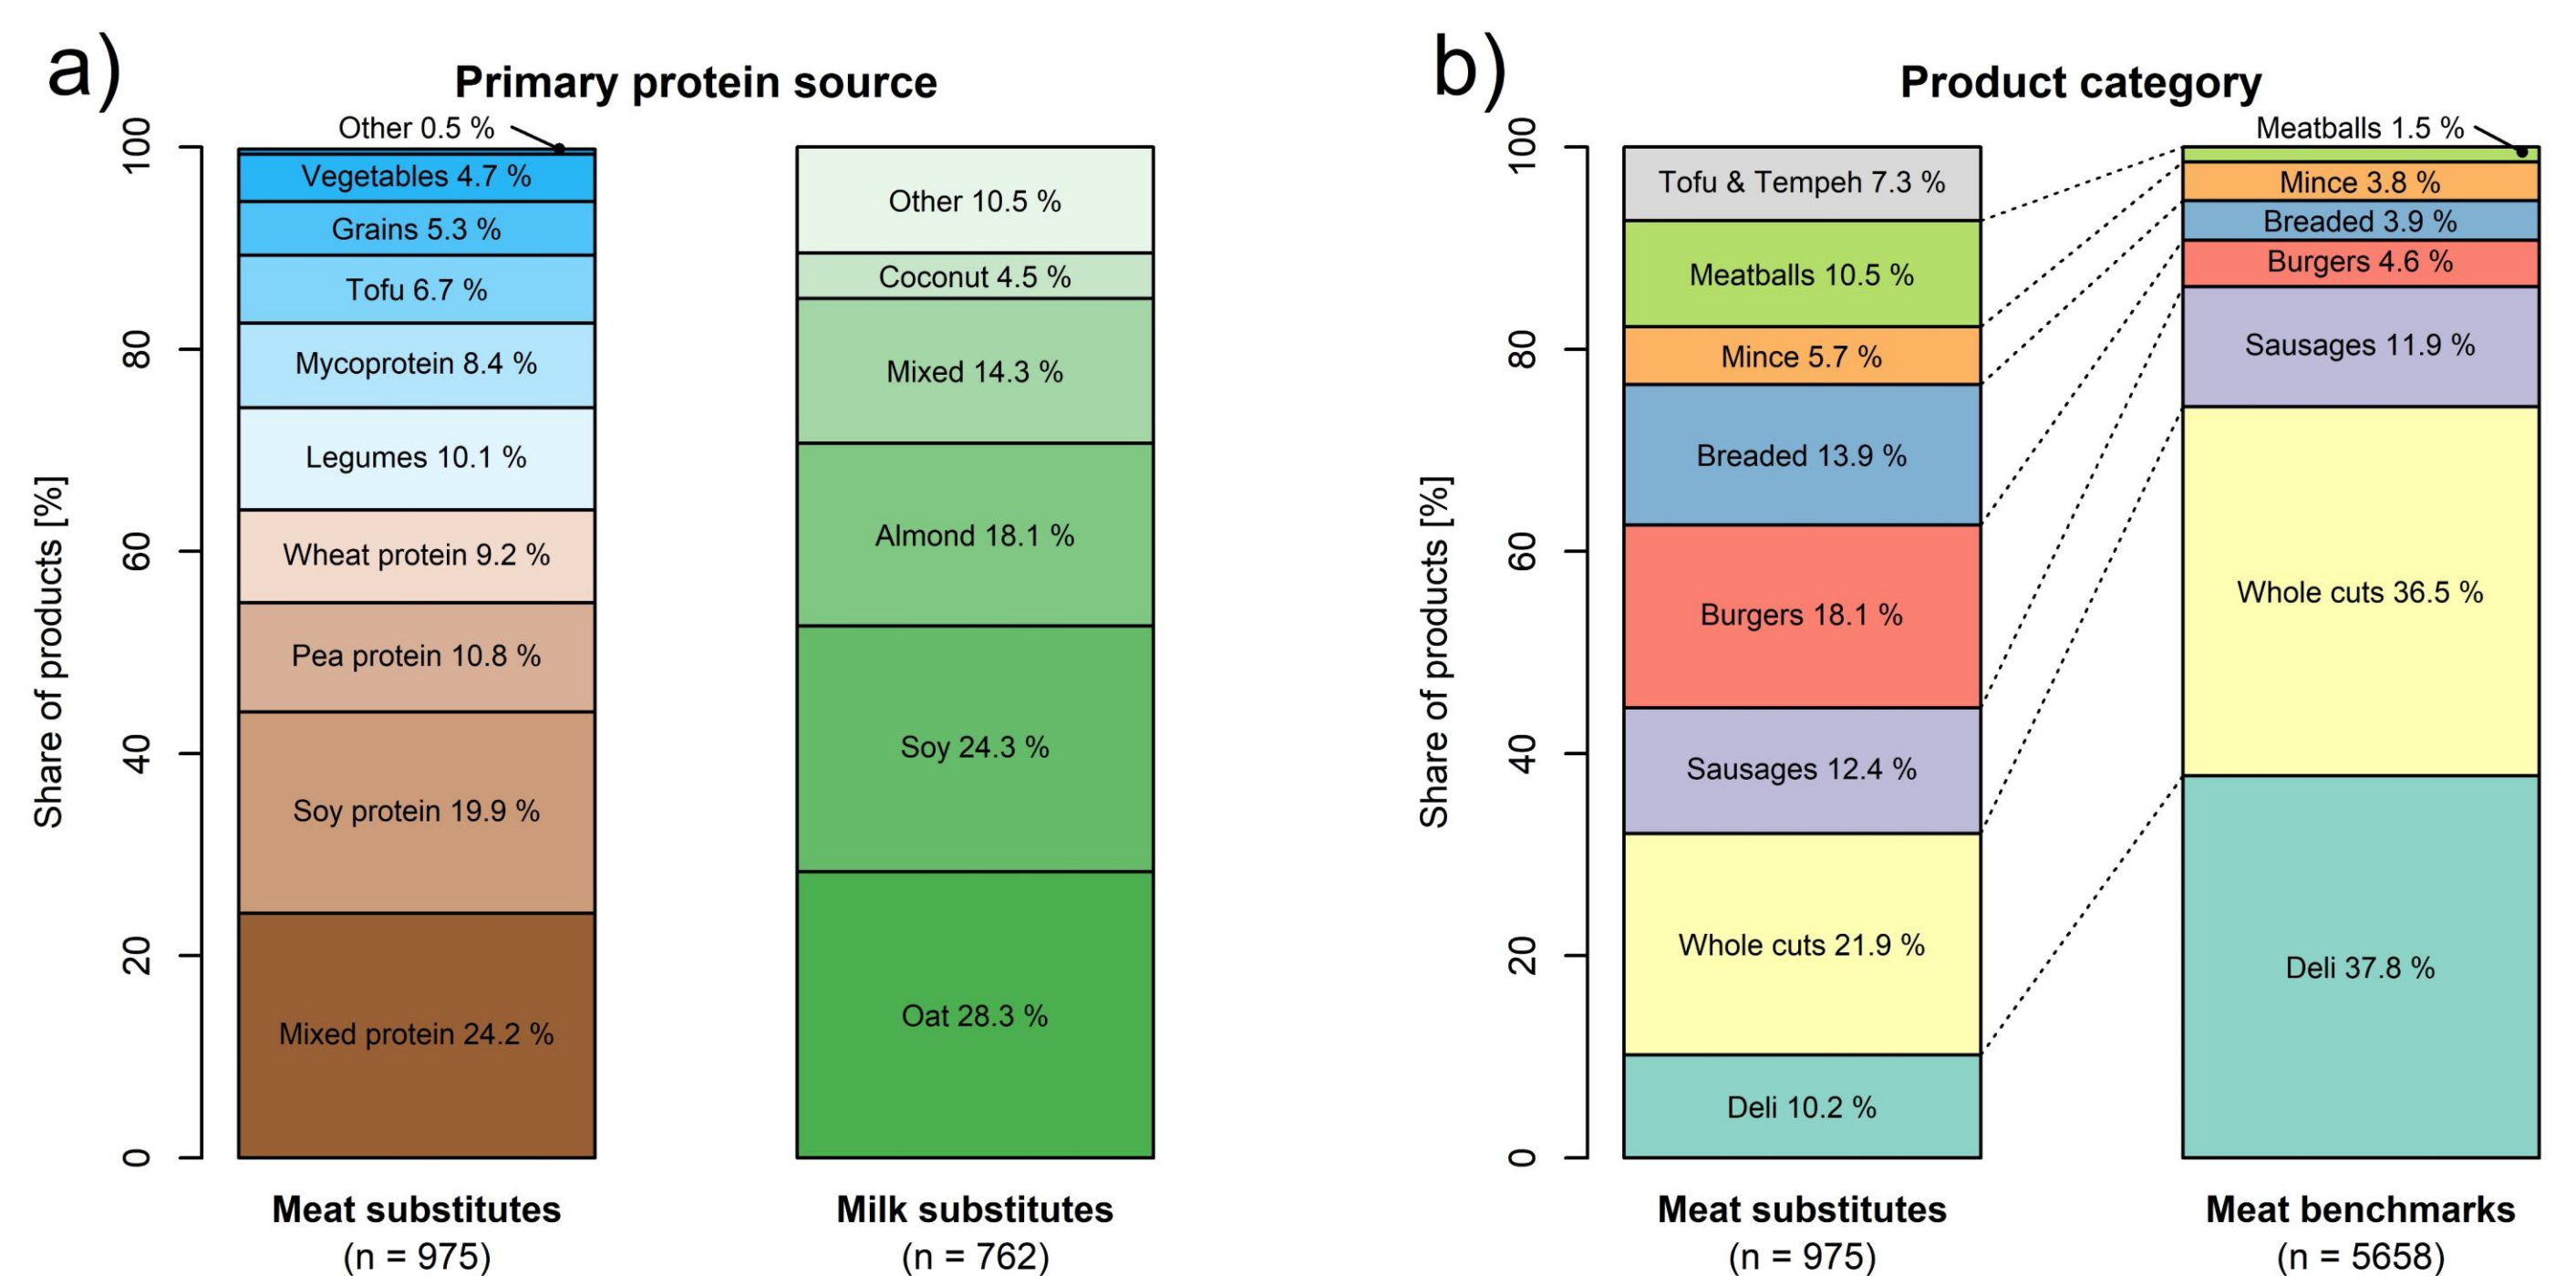 a)
Primary protein source
Share of products [%]
100
80
60
40
20
0
Other 0.5 %
Vegetables 4.7 %
Grains 5.3 %
Tofu 6.7 %
Mycoprotein 8.4 %
Legumes 10.1 %
Wheat protein 9.2 %
Pea protein 10.8 %
Soy protein 19.9 %
Mixed protein 24.2 %
Meat substitutes
(n = 975)
Other 10.5 %
Coconut 4.5 %
Mixed 14.3 %
Almond 18.1 %
Soy 24.3 %
Oat 28.3 %
Milk substitutes
(n = 762)
b)
Product category
Share of products [%]
100
80
60
40
20
0
Tofu & Tempeh 7.3 %
Meatballs 10.5 %
Mince 5.7 %
Breaded 13.9 %
Burgers 18.1 %
Sausages 12.4 %
Whole cuts 21.9 %
Deli 10.2 %
Meat substitutes
(n = 975)
Meatballs 1.5 %
Mince 3.8 %
Breaded 3.9 %
Burgers 4.6 %
Sausages 11.9 %
Whole cuts 36.5 %
Deli 37.8 %
Meat benchmarks
(n = 5658)